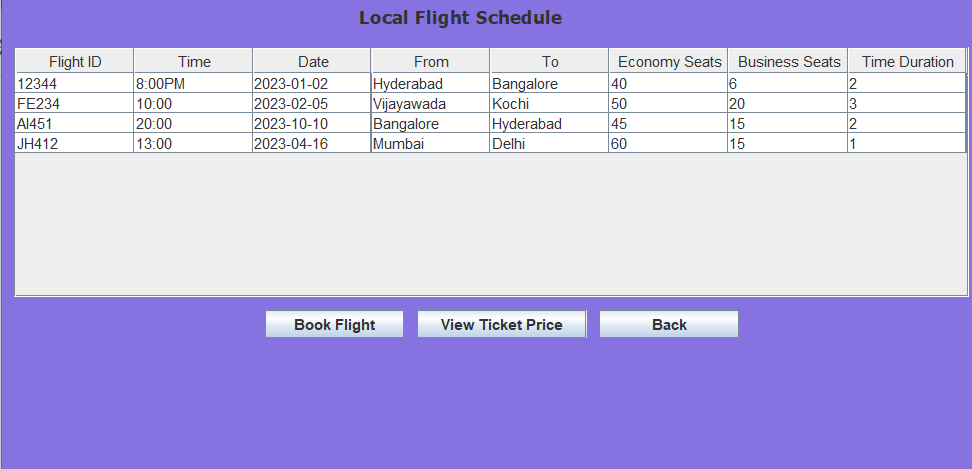 Local Flight Schedule
Flight ID Time Date From To Economy Seats Business Seats Time Duration
12344 8:00PM 2023-01-02 Hyderabad Bangalore 40 6 2
FE234 10:00 2023-02-05 Vijayawada Kochi 50 20 3
AI451 20:00 2023-10-10 Bangalore Hyderabad 45 15 2
JH412 13:00 2023-04-16 Mumbai Delhi 60 15 1
Book Flight View Ticket Price Back